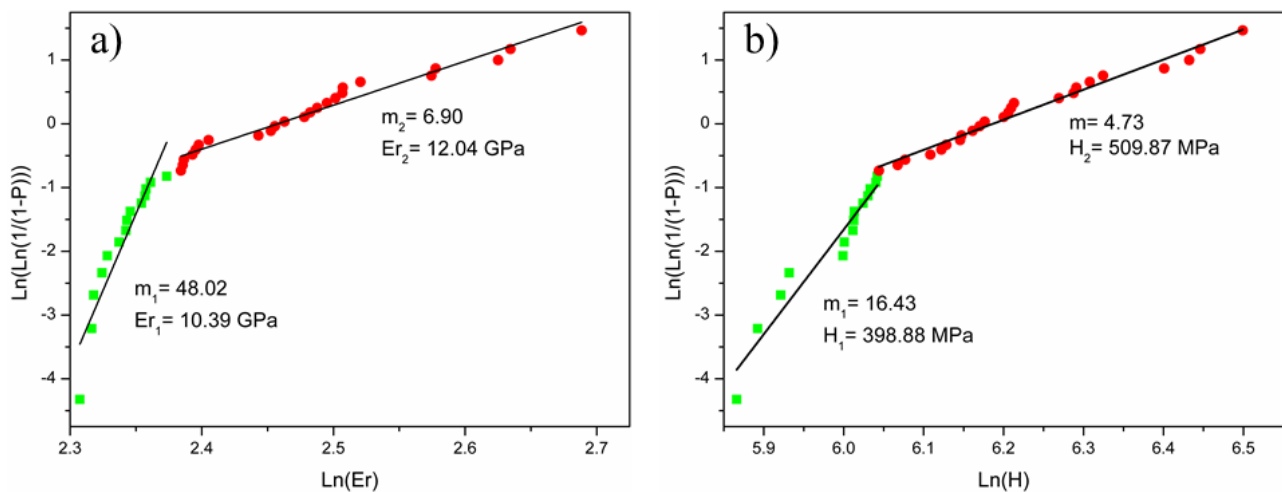 a)
Ln(Ln(1/(1-P)))
1
0
-1
-2
-3
-4
m₂= 6.90
Er₂= 12.04 GPa
m₁= 48.02
Er₁= 10.39 GPa
2.3 2.4 2.5 2.6 2.7
Ln(Er)
b)
Ln(Ln(1/(1-P)))
1
0
-1
-2
-3
-4
m= 4.73
H₂= 509.87 MPa
m₁= 16.43
H₁= 398.88 MPa
5.9 6.0 6.1 6.2 6.3 6.4 6.5
Ln(H)